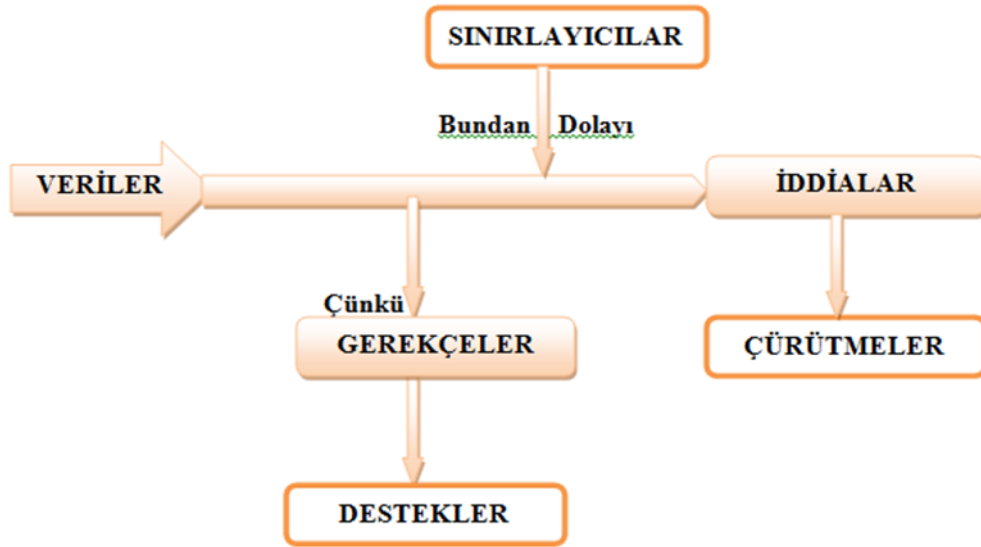 SINIRLAYICILAR
Bundan Dolayı
VERİLER
İDDİALAR
Çünkü
GEREKÇELER
ÇÜRÜTMELER
DESTEKLER